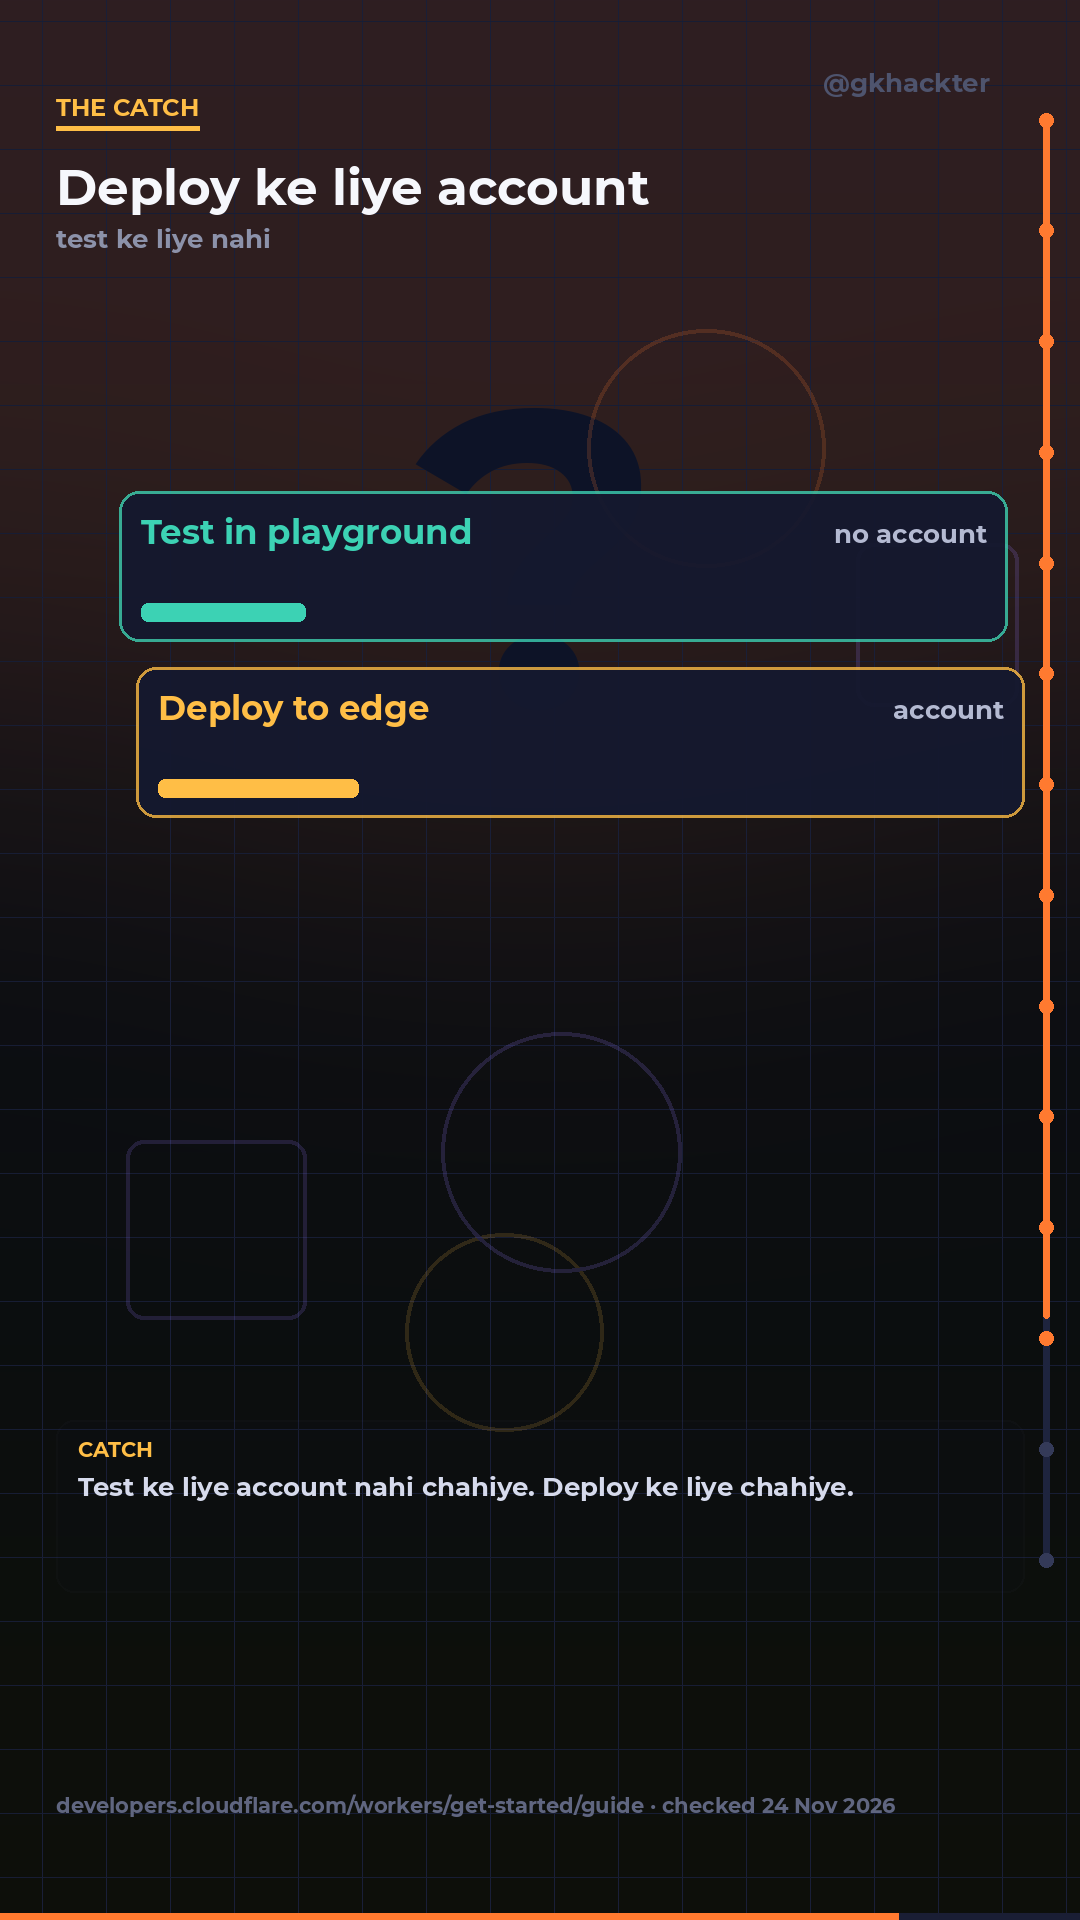 @gkhackter
THE CATCH
Deploy ke liye account
test ke liye nahi
?
Test in playground
no account
Deploy to edge
account
CATCH
Test ke liye account nahi chahiye. Deploy ke liye chahiye.
developers.cloudflare.com/workers/get-started/guide · checked 24 Nov 2026